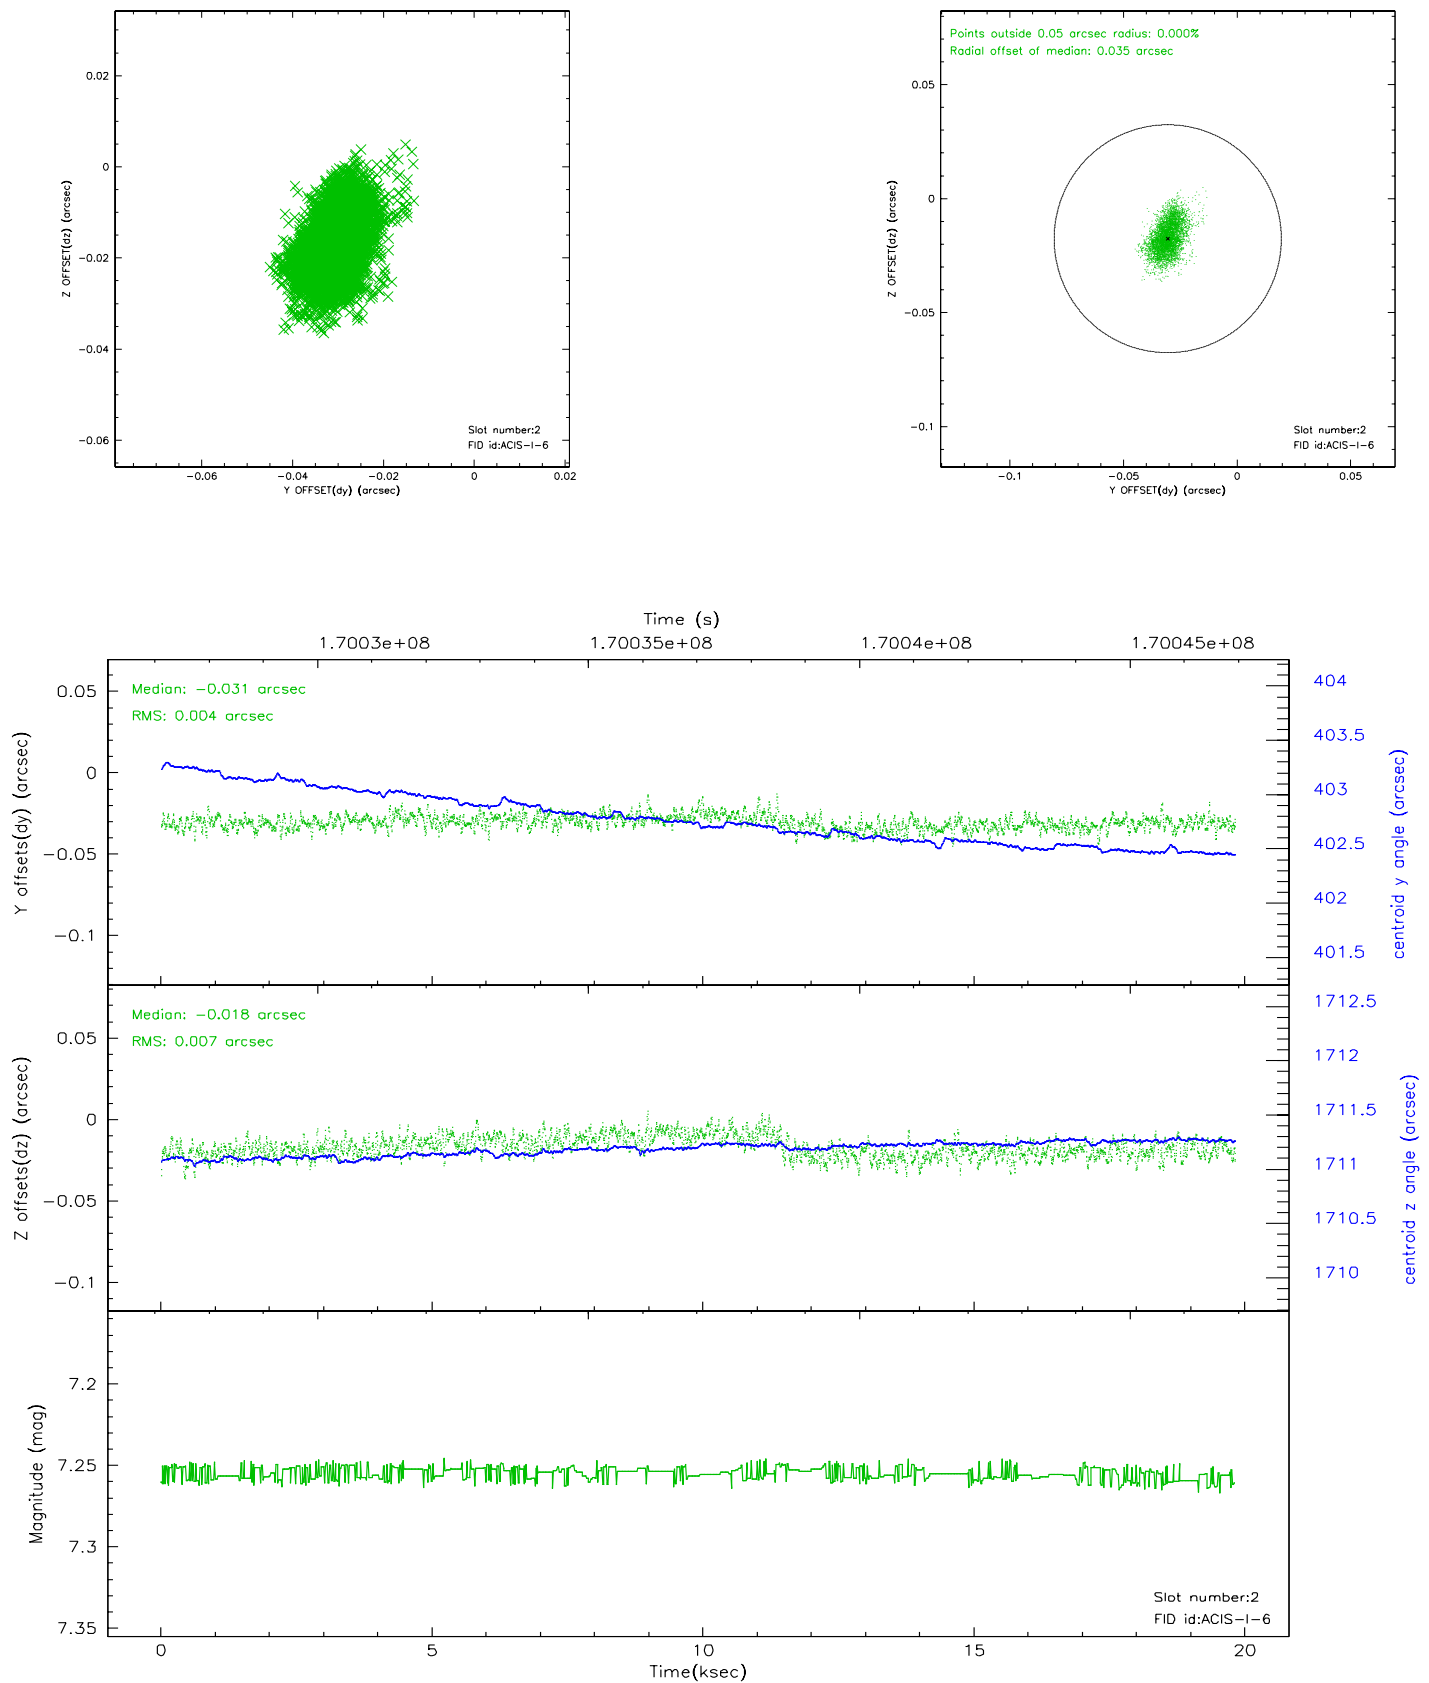 0.02
0
-0.02
-0.04
-0.06
Z OFFSET(dz) (arcsec)
Slot number:2
FID id:ACIS-I-6
-0.06
-0.04
-0.02
0
0.02
Y OFFSET(dy) (arcsec)
Points outside 0.05 arcsec radius: 0.000%
Radial offset of median: 0.035 arcsec
0.05
0
-0.05
-0.1
Z OFFSET(dz) (arcsec)
Slot number:2
FID id:ACIS-I-6
-0.1
-0.05
0
0.05
Y OFFSET(dy) (arcsec)
Time (s)
1.7003e+08
1.70035e+08
1.7004e+08
1.70045e+08
Median: -0.031 arcsec
RMS: 0.004 arcsec
0.05
0
-0.05
-0.1
Y offsets(dy) (arcsec)
404
403.5
403
402.5
402
401.5
centroid y angle (arcsec)
Median: -0.018 arcsec
RMS: 0.007 arcsec
0.05
0
-0.05
-0.1
Z offsets(dz) (arcsec)
1712.5
1712
1711.5
1711
1710.5
1710
centroid z angle (arcsec)
7.2
7.25
7.3
7.35
Magnitude (mag)
Slot number:2
FID id:ACIS-I-6
0
5
10
15
20
Time(ksec)